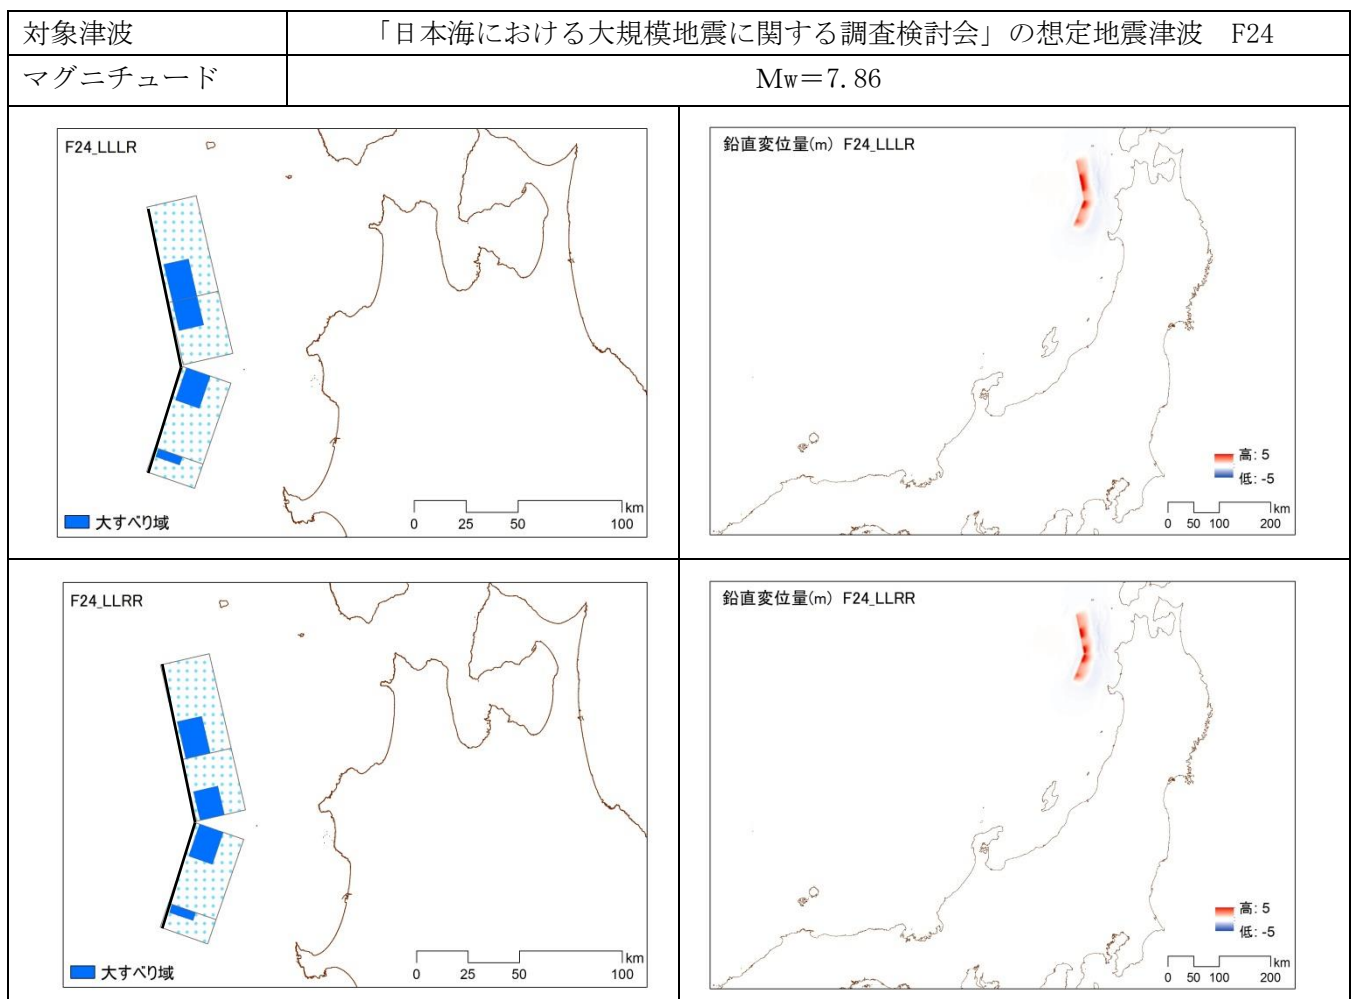 対象津波
「日本海における大規模地震に関する調査検討会」の想定地震津波　F24
マグニチュード
Mw＝7.86
F24_LLLR
大すべり域
km
0 25 50 100
鉛直変位量(m) F24_LLLR
高: 5
低: -5
km
0 50 100 200
F24_LLRR
大すべり域
km
0 25 50 100
鉛直変位量(m) F24_LLRR
高: 5
低: -5
km
0 50 100 200